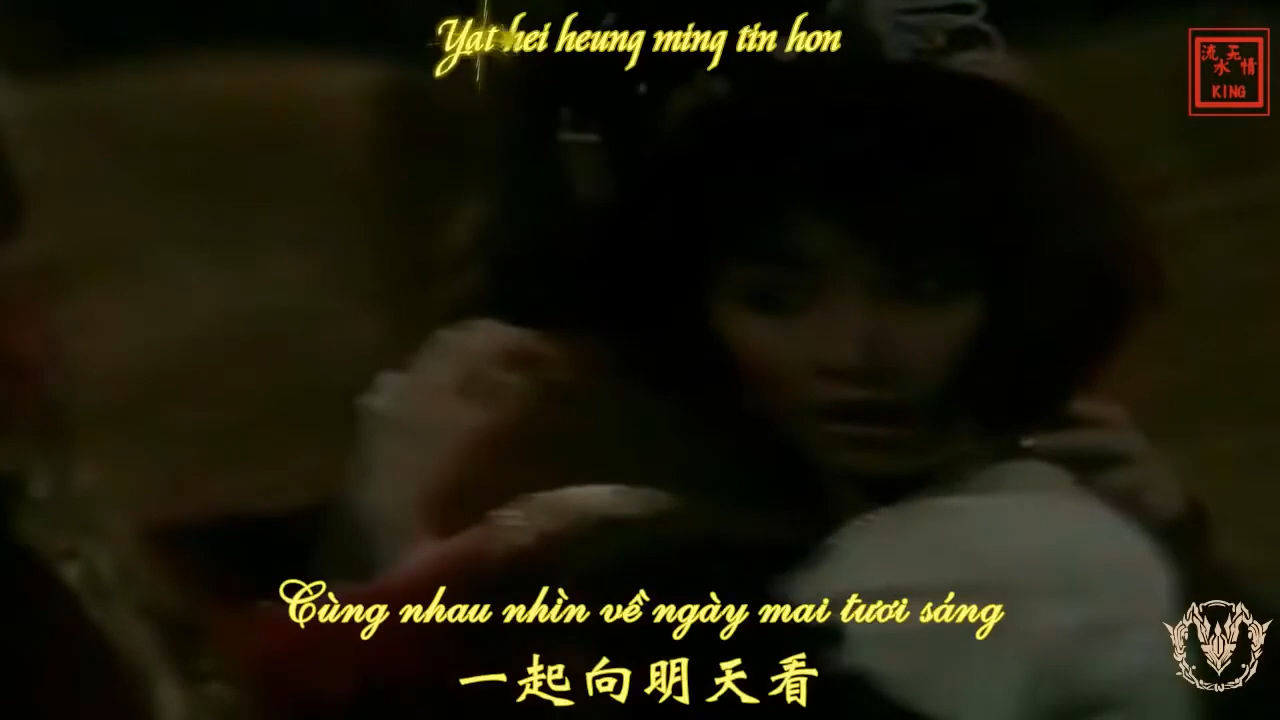 Yat hei heung ming tin hon
流水无情
KING
Cùng nhau nhìn về ngày mai tươi sáng
一起向明天看